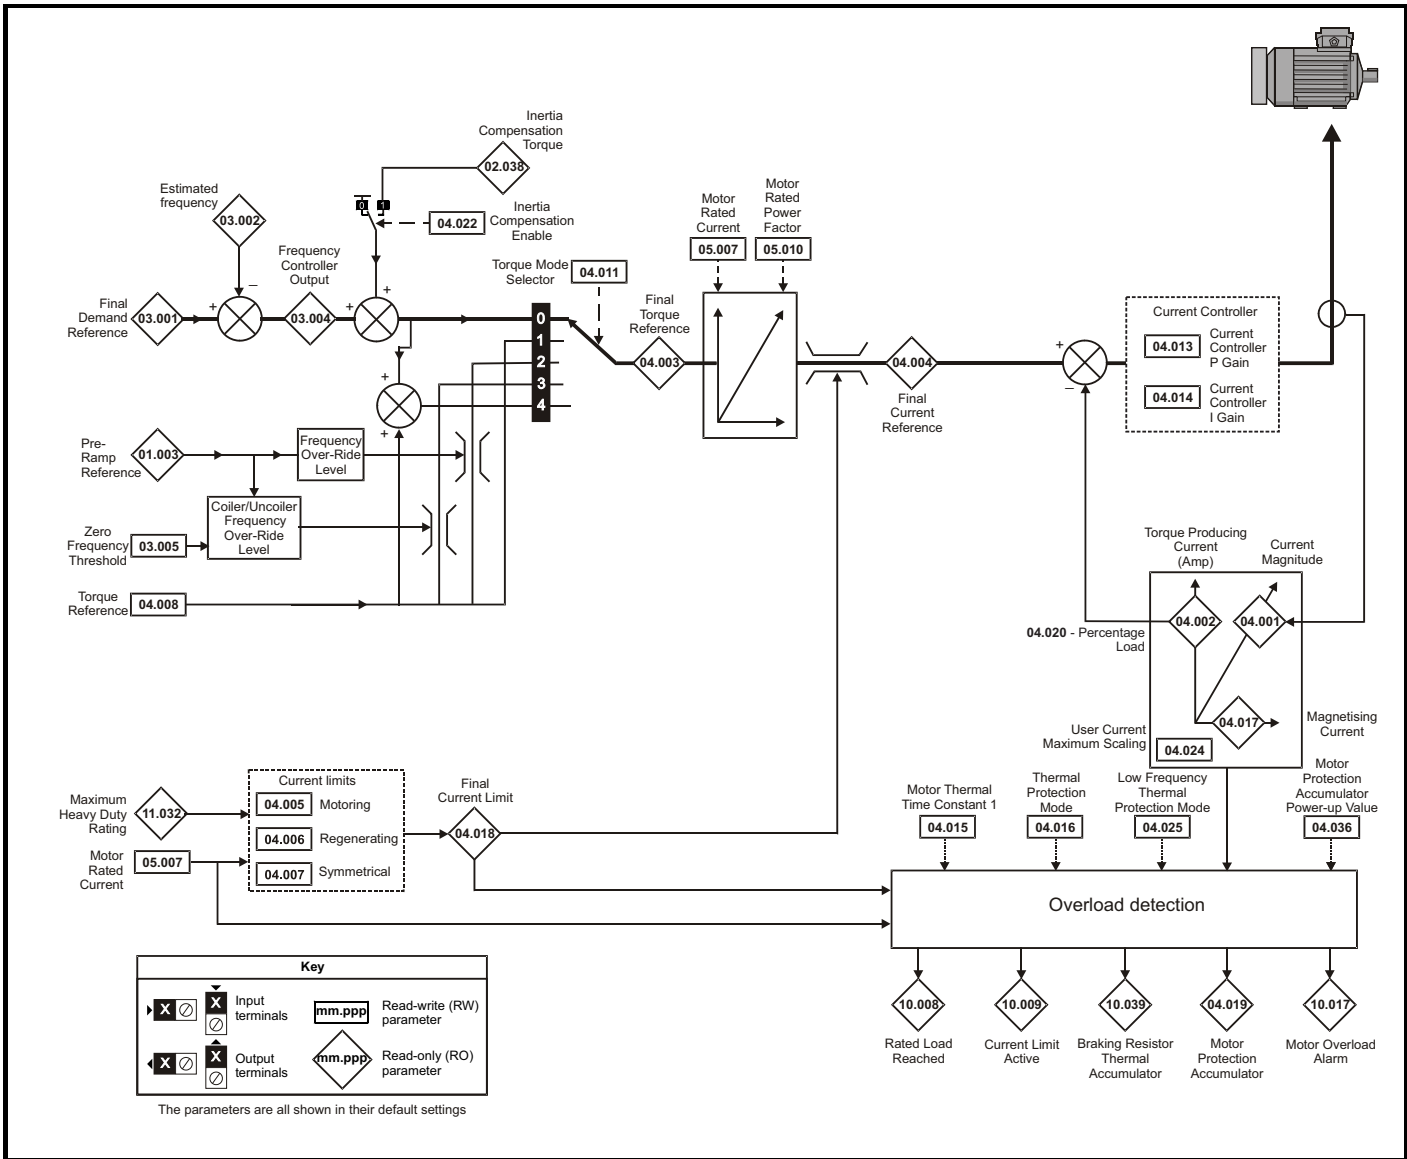 Inertia
Compensation
Torque
02.038
Estimated
frequency
03.002
0
1
04.022
Inertia
Compensation
Enable
Motor
Rated
Current
05.007
Motor
Rated
Power
Factor
05.010
Frequency
Controller
Output
Torque Mode
Selector
04.011
Final
Demand
Reference
03.001
+
–
03.004
+
+
0
1
2
3
4
Final
Torque
Reference
04.003
04.004
Final
Current
Reference
+
–
Current Controller
04.013
Current
Controller
P Gain
04.014
Current
Controller
I Gain
+
+
Pre-
Ramp
Reference
01.003
Frequency
Over-Ride
Level
Coiler/Uncoiler
Frequency
Over-Ride
Level
Zero
Frequency
Threshold
03.005
Torque
Reference
04.008
Torque Producing
Current
(Amp)
Current
Magnitude
04.002
04.001
04.020 - Percentage
Load
04.017
Magnetising
Current
User Current
Maximum Scaling
04.024
Maximum
Heavy Duty
Rating
11.032
Motor
Rated
Current
05.007
Current limits
04.005
Motoring
04.006
Regenerating
04.007
Symmetrical
Final
Current Limit
04.018
Motor Thermal
Time Constant 1
04.015
Thermal
Protection
Mode
04.016
Low Frequency
Thermal
Protection Mode
04.025
Motor
Protection
Accumulator
Power-up Value
04.036
Overload detection
10.008
Rated Load
Reached
10.009
Current Limit
Active
10.039
Braking Resistor
Thermal
Accumulator
04.019
Motor
Protection
Accumulator
10.017
Motor Overload
Alarm
Key
X
X
Input
terminals
mm.ppp
Read-write (RW)
parameter
X
X
Output
terminals
mm.ppp
Read-only (RO)
parameter
The parameters are all shown in their default settings